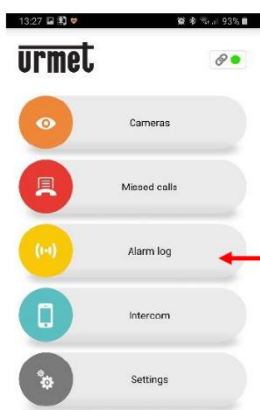 13:27 93%
urmet
Cameras
Missed calls
Alarm log
Intercom
Settings